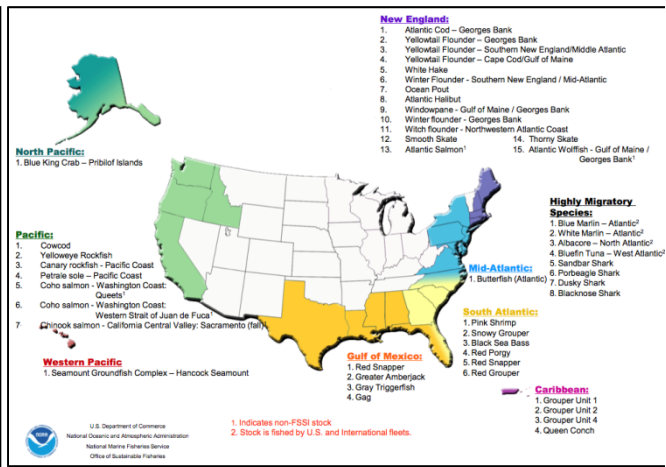 New England:
1. Atlantic Cod – Georges Bank
2. Yellowtail Flounder – Georges Bank
3. Yellowtail Flounder – Southern New England/Middle Atlantic
4. Yellowtail Flounder – Cape Cod/Gulf of Maine
5. White Hake
6. Winter Flounder - Southern New England / Mid-Atlantic
7. Ocean Pout
8. Atlantic Halibut
9. Windowpane - Gulf of Maine / Georges Bank
10. Winter flounder - Georges Bank
11. Witch flounder - Northwestern Atlantic Coast
12. Smooth Skate
13. Atlantic Salmon¹
14. Thorny Skate
15. Atlantic Wolffish - Gulf of Maine /
Georges Bank¹
North Pacific:
1. Blue King Crab – Pribilof Islands
Highly Migratory
Species:
1. Blue Marlin – Atlantic²
2. White Marlin – Atlantic²
3. Albacore – North Atlantic²
4. Bluefin Tuna – West Atlantic²
5. Sandbar Shark
6. Porbeagle Shark
7. Dusky Shark
8. Blacknose Shark
Pacific:
1. Cowcod
2. Yelloweye Rockfish
3. Canary rockfish - Pacific Coast
4. Petrale sole – Pacific Coast
5. Coho salmon - Washington Coast:
Queets¹
6. Coho salmon - Washington Coast:
Western Strait of Juan de Fuca¹
7 Chinook salmon - California Central Valley: Sacramento (fall)
Mid-Atlantic:
1. Butterfish (Atlantic)
South Atlantic:
1. Pink Shrimp
2. Snowy Grouper
3. Black Sea Bass
4. Red Porgy
5. Red Snapper
6. Red Grouper
Western Pacific
1. Seamount Groundfish Complex – Hancock Seamount
Gulf of Mexico:
1. Red Snapper
2. Greater Amberjack
3. Gray Triggerfish
4. Gag
Caribbean:
1. Grouper Unit 1
2. Grouper Unit 2
3. Grouper Unit 4
4. Queen Conch
U.S. Department of Commerce
National Oceanic and Atmospheric Administration
National Marine Fisheries Service
Office of Sustainable Fisheries
1. Indicates non-FSSI stock
2. Stock is fished by U.S. and International fleets.